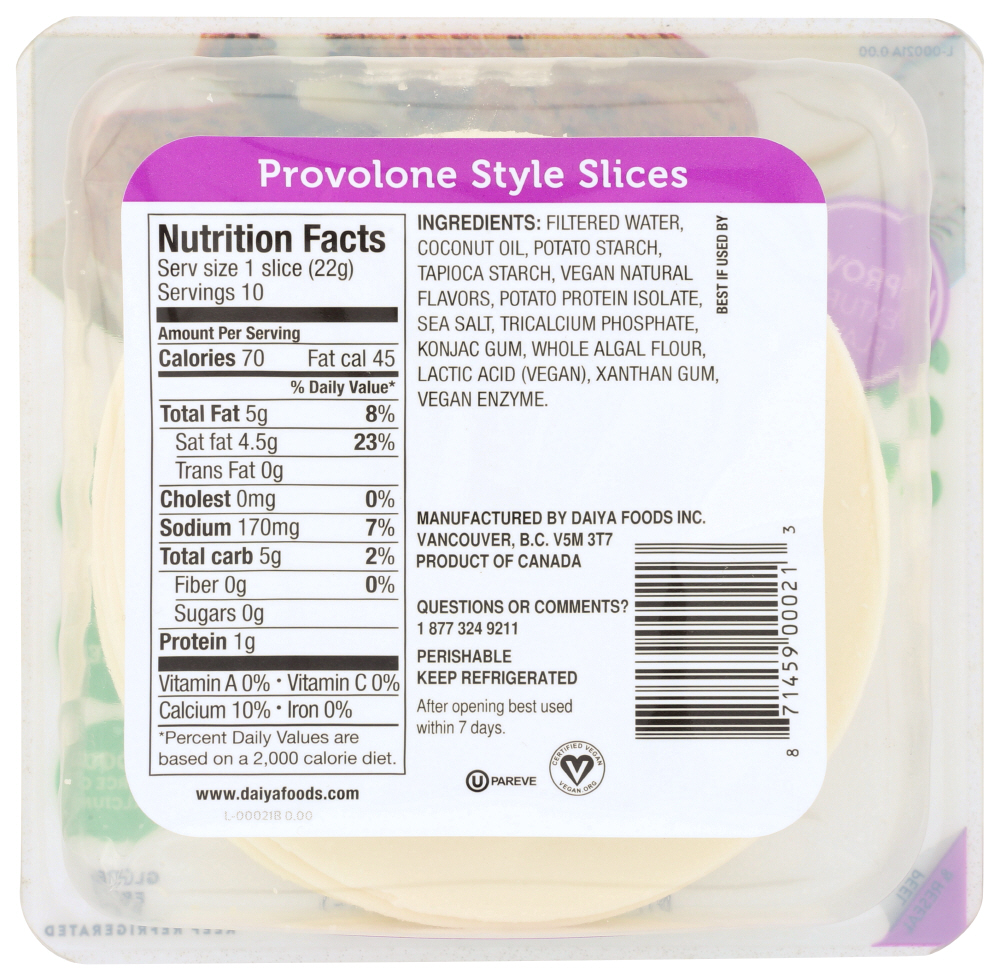 Provolone Style Slices
Nutrition Facts
Serv size 1 slice (22g)
Servings 10
Amount Per Serving
Calories 70 Fat cal 45
% Daily Value*
Total Fat 5g 8%
Sat fat 4.5g 23%
Trans Fat 0g
Cholest 0mg 0%
Sodium 170mg 7%
Total carb 5g 2%
Fiber 0g 0%
Sugars 0g
Protein 1g
Vitamin A 0% • Vitamin C 0%
Calcium 10% • Iron 0%
*Percent Daily Values are
based on a 2,000 calorie diet.
www.daiyafoods.com
L-00021B 0.00
INGREDIENTS: FILTERED WATER,
COCONUT OIL, POTATO STARCH,
TAPIOCA STARCH, VEGAN NATURAL
FLAVORS, POTATO PROTEIN ISOLATE,
SEA SALT, TRICALCIUM PHOSPHATE,
KONJAC GUM, WHOLE ALGAL FLOUR,
LACTIC ACID (VEGAN), XANTHAN GUM,
VEGAN ENZYME.
BEST IF USED BY
MANUFACTURED BY DAIYA FOODS INC.
VANCOUVER, B.C. V5M 3T7
PRODUCT OF CANADA
QUESTIONS OR COMMENTS?
1 877 324 9211
PERISHABLE
KEEP REFRIGERATED
After opening best used
within 7 days.
U PAREVE
CERTIFIED VEGAN
VEGAN.ORG
8 71459 00021 3
L-00021A 0.00
KEEP REFRIGERATED
PEEL
& RESEAL